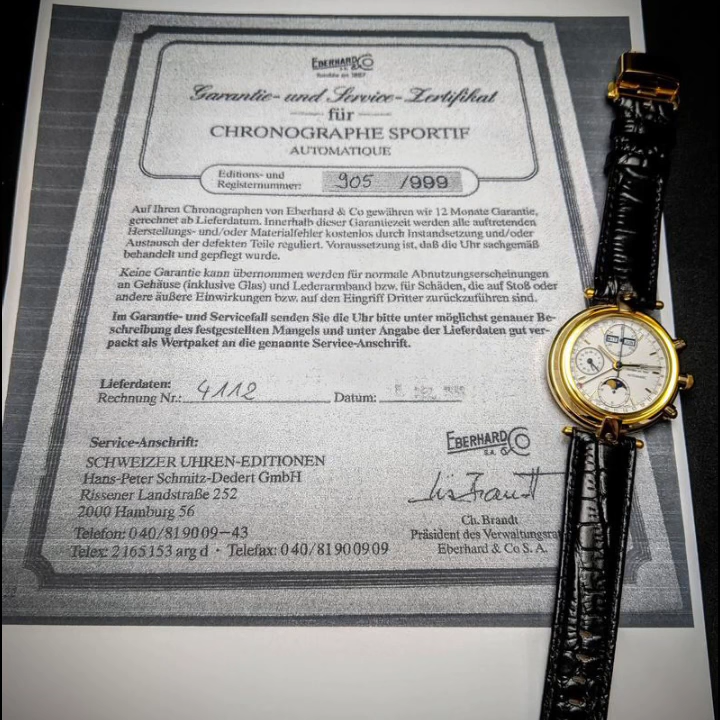 EBERHARD & CO
S.A.
founded en 1887
Garantie- und Service-Zertifikat
für
CHRONOGRAPHE SPORTIF
AUTOMATIQUE
Editions- und
Registernummer: 905 /999
Auf Ihren Chronographen von Eberhard & Co gewähren wir 12 Monate Garantie,
gerechnet ab Lieferdatum. Innerhalb dieser Garantiezeit werden alle auftretenden
Herstellungs- und/oder Materialfehler kostenlos durch Instandsetzung und/oder
Austausch der defekten Teile reguliert. Voraussetzung ist, daß die Uhr sachgemäß
behandelt und gepflegt wurde.
Keine Garantie kann übernommen werden für normale Abnutzungserscheinungen
an Gehäuse (inklusive Glas) und Lederarmband bzw. für Schäden, die auf Stoß oder
andere äußere Einwirkungen bzw. auf den Eingriff Dritter zurückzuführen sind.
Im Garantie- und Servicefall senden Sie die Uhr bitte unter möglichst genauer Be-
schreibung des festgestellten Mangels und unter Angabe der Lieferdaten gut ver-
packt als Wertpaket an die genannte Service-Anschrift.
Lieferdaten:
Rechnung Nr.: 4112 Datum:
Service-Anschrift:
SCHWEIZER UHREN-EDITIONEN
Hans-Peter Schmitz-Dedert GmbH
Rissener Landstraße 252
2000 Hamburg 56
Telefon: 040/819009-43
Telex: 2165153 arg d · Telefax: 040/81900909
EBERHARD & CO
S.A.
Ch. Brandt
Präsident des Verwaltungsrat
Eberhard & Co S. A.